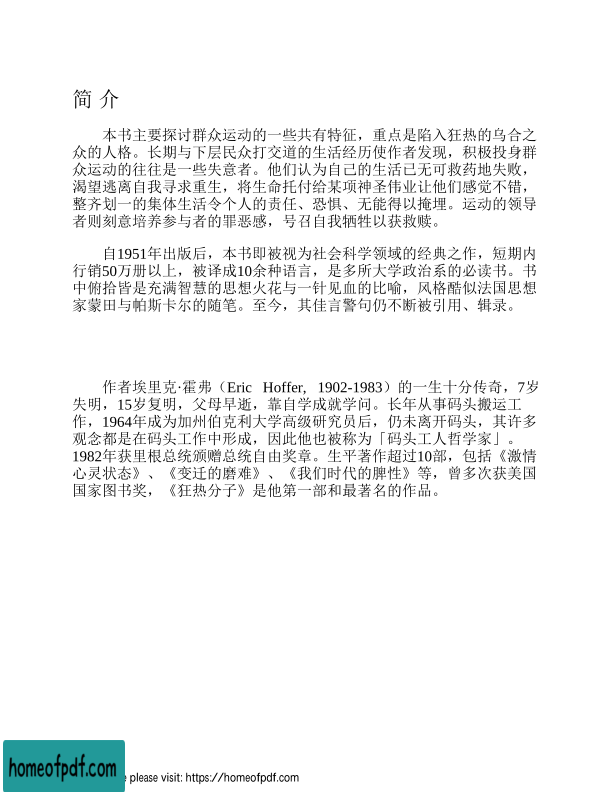 简 介
本书主要探讨群众运动的一些共有特征，重点是陷入狂热的乌合之
众的人格。长期与下层民众打交道的生活经历使作者发现，积极投身群
众运动的往往是一些失意者。他们认为自己的生活已无可救药地失败，
渴望逃离自我寻求重生，将生命托付给某项神圣伟业让他们感觉不错，
整齐划一的集体生活令个人的责任、恐惧、无能得以掩埋。运动的领导
者则刻意培养参与者的罪恶感，号召自我牺牲以获救赎。
自1951年出版后，本书即被视为社会科学领域的经典之作，短期内
行销50万册以上，被译成10余种语言，是多所大学政治系的必读书。书
中俯拾皆是充满智慧的思想火花与一针见血的比喻，风格酷似法国思想
家蒙田与帕斯卡尔的随笔。至今，其佳言警句仍不断被引用、辑录。
作者埃里克·霍弗（Eric Hoffer, 1902-1983）的一生十分传奇，7岁
失明，15岁复明，父母早逝，靠自学成就学问。长年从事码头搬运工
作，1964年成为加州伯克利大学高级研究员后，仍未离开码头，其许多
观念都是在码头工作中形成，因此他也被称为「码头工人哲学家」。
1982年获里根总统颁赠总统自由奖章。生平著作超过10部，包括《激情
心灵状态》、《变迁的磨难》、《我们时代的脾性》等，曾多次获美国
国家图书奖，《狂热分子》是他第一部和最著名的作品。
homeofpdf.com
e please visit: https://homeofpdf.com